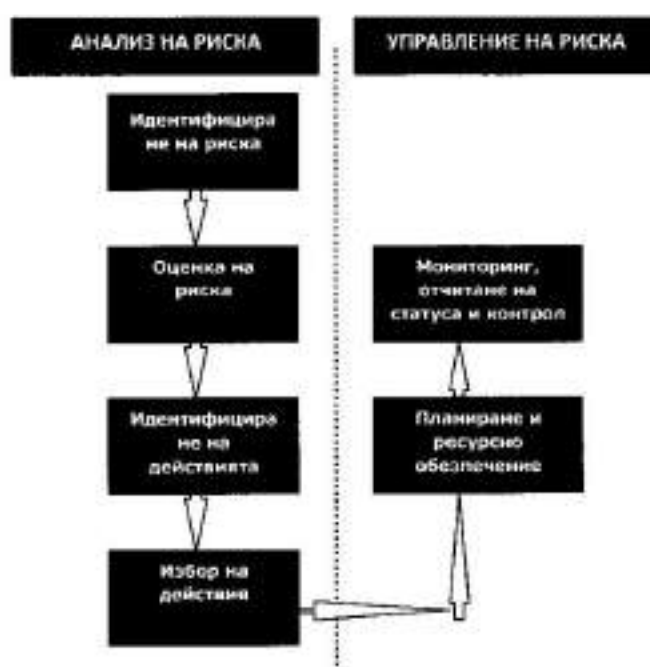 АНАЛИЗ НА РИСКА
УПРАВЛЕНИЕ НА РИСКА
Идентифицира
не на риска
Оценка на
риска
Идентифицира
не на
действията
Избор на
действия
Мониторинг,
отчитане на
статуса и контрол
Планиране и
ресурсно
обезпечение